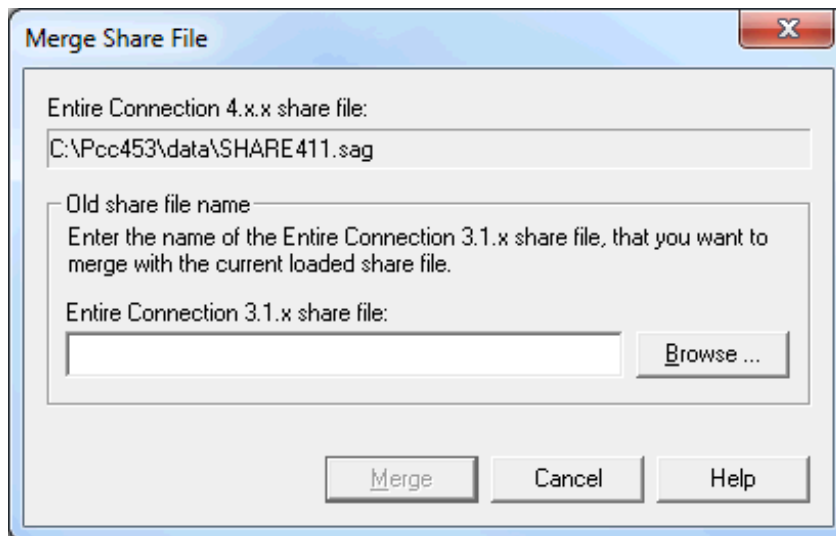 Merge Share File
Entire Connection 4.x.x share file:
C:\Pcc453\data\SHARE411.sag
Old share file name
Enter the name of the Entire Connection 3.1.x share file, that you want to
merge with the current loaded share file.
Entire Connection 3.1.x share file:
Browse ...
Merge Cancel Help